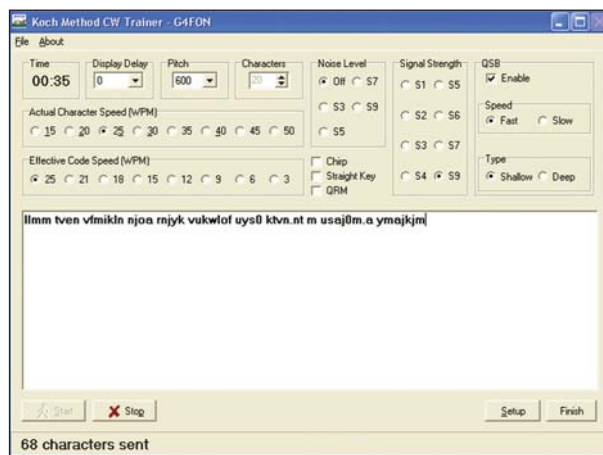 Koch Method CW Trainer - G4FON
File About
Time Display Delay Pitch Characters Noise Level Signal Strength QSB
00:35 0 600 20 Off S7 S1 S5 Enable
S3 S9 S2 S6 Speed
Actual Character Speed (WPM) Fast Slow
15 20 25 30 35 40 45 50 S5 S3 S7
Effective Code Speed (WPM) Chirp Type
25 21 18 15 12 9 6 3 Straight Key S4 S9 Shallow Deep
QRM
llmm tven vfmikln njoa rnjyk vukwlof uys0 ktvn.nt m usaj0m.a ymajkjm
Start Stop Setup Finish
68 characters sent